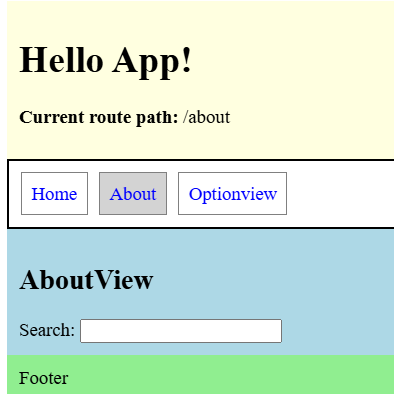 Hello App!
Current route path: /about
Home About Optionview
AboutView
Search:
Footer